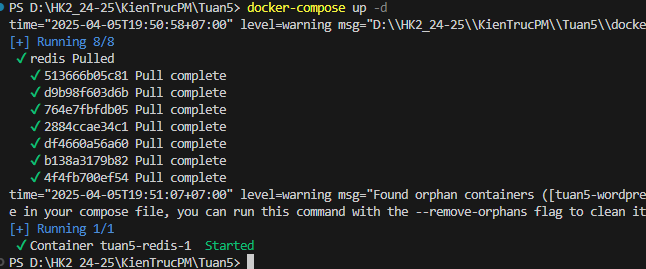 PS D:\HK2_24-25\KienTrucPM\Tuan5> docker-compose up -d
time="2025-04-05T19:50:58+07:00" level=warning msg="D:\\HK2_24-25\\KienTrucPM\\Tuan5\\docke
[+] Running 8/8
✓ redis Pulled
✓ 513666b05c81 Pull complete
✓ d9b98f603d6b Pull complete
✓ 764e7fbfdb05 Pull complete
✓ 2884ccae34c1 Pull complete
✓ df4660a56a60 Pull complete
✓ b138a3179b82 Pull complete
✓ 4f4fb700ef54 Pull complete
time="2025-04-05T19:51:07+07:00" level=warning msg="Found orphan containers ([tuan5-wordpre
e in your compose file, you can run this command with the --remove-orphans flag to clean it
[+] Running 1/1
✓ Container tuan5-redis-1 Started
PS D:\HK2_24-25\KienTrucPM\Tuan5>